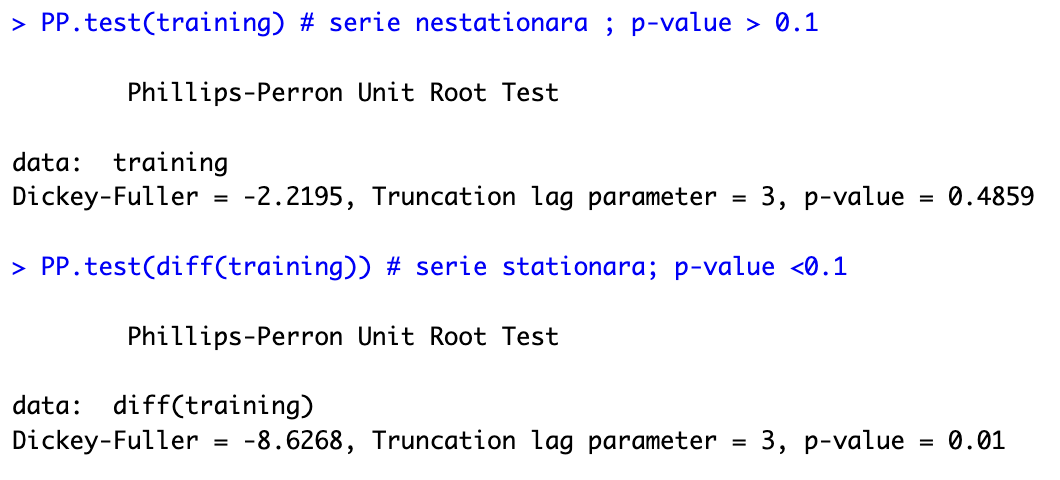 > PP.test(training) # serie nestationara ; p-value > 0.1
Phillips-Perron Unit Root Test
data:  training
Dickey-Fuller = -2.2195, Truncation lag parameter = 3, p-value = 0.4859
> PP.test(diff(training)) # serie stationara; p-value <0.1
Phillips-Perron Unit Root Test
data:  diff(training)
Dickey-Fuller = -8.6268, Truncation lag parameter = 3, p-value = 0.01